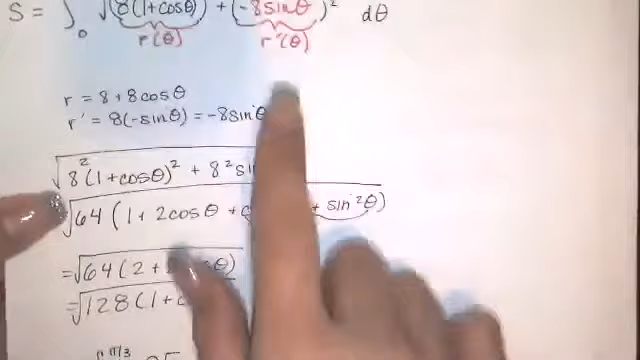 S = ∫₀ √(8(1+cosθ)) + (-8sinθ)² dθ
r(θ) r'(θ)
r = 8 + 8cosθ
r' = 8(-sinθ) = -8sinθ
√8²(1+cosθ)² + 8²si
√64(1 + 2cosθ + + sin²θ)
= √64(2 + θ)
= √128(1 +
π/3